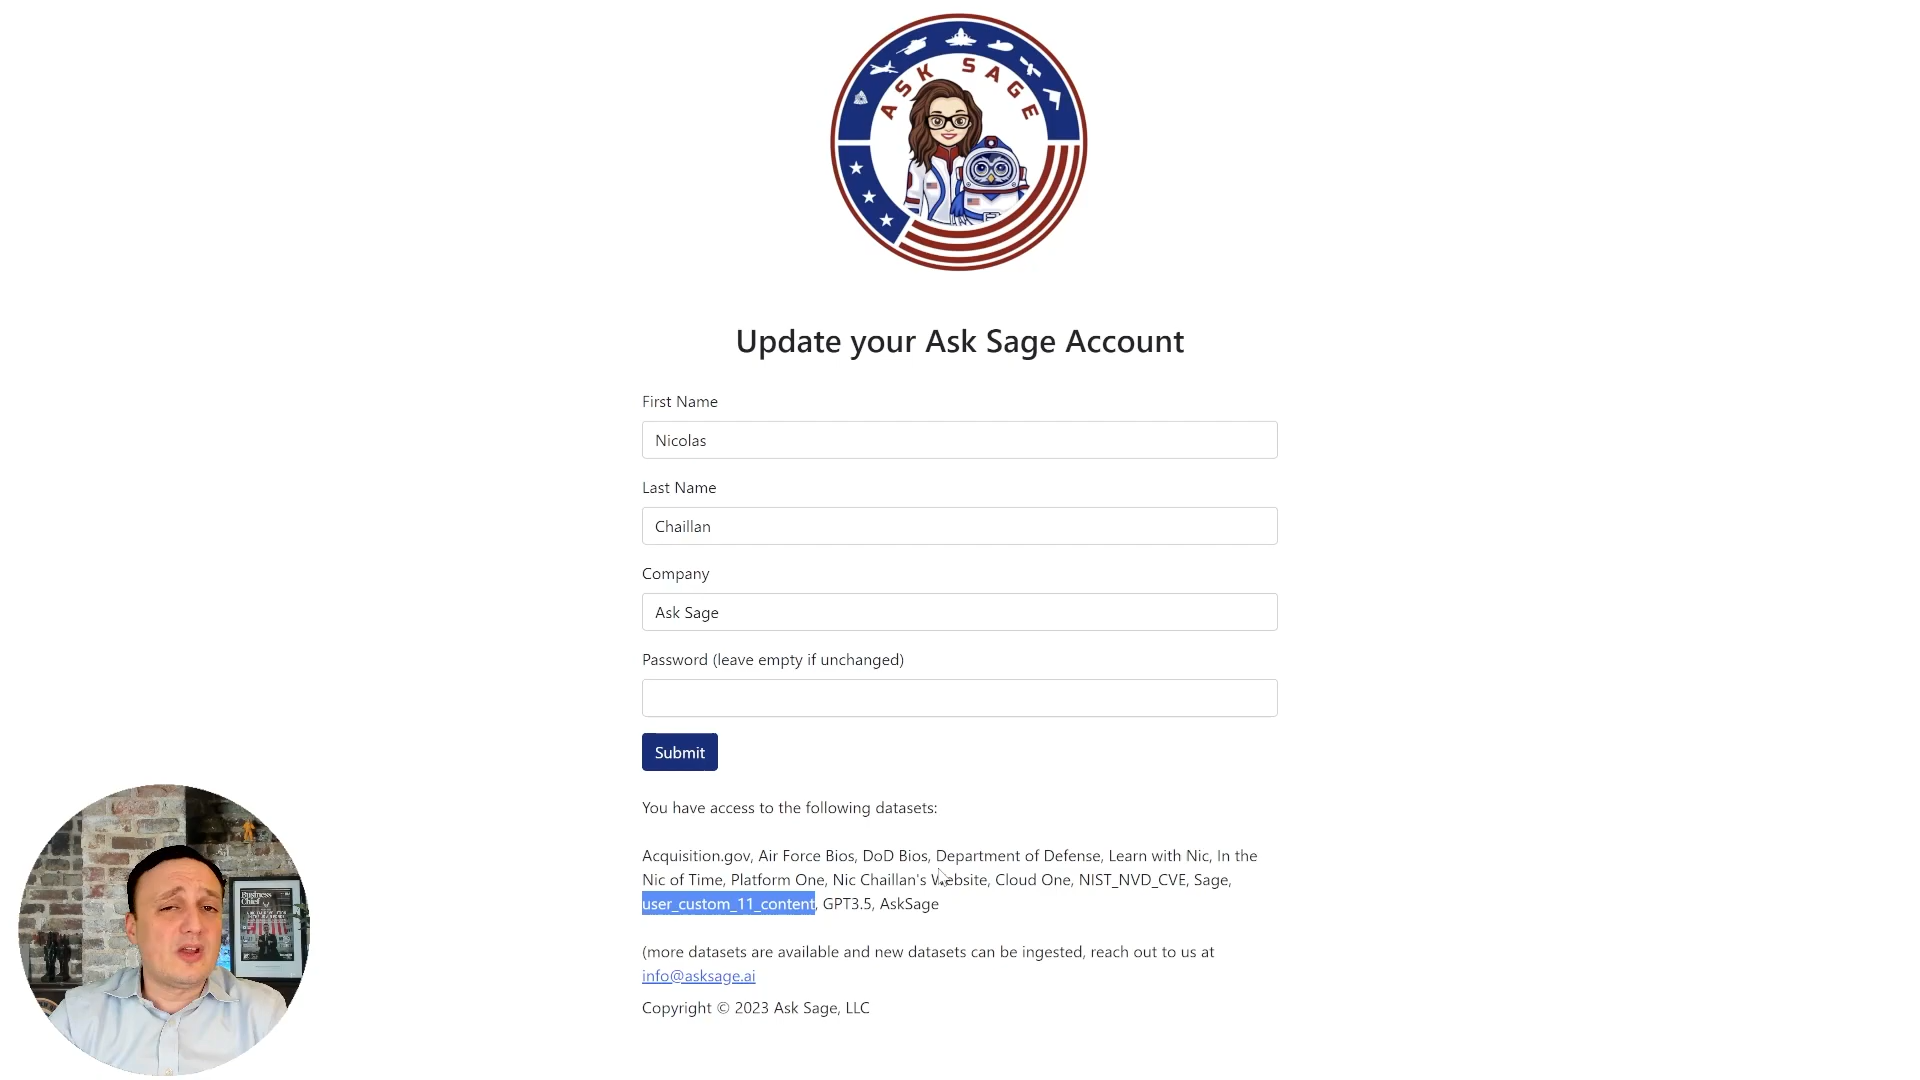 ASK SAGE
Update your Ask Sage Account
First Name
Nicolas
Last Name
Chaillan
Company
Ask Sage
Password (leave empty if unchanged)
Submit
You have access to the following datasets:
Acquisition.gov, Air Force Bios, DoD Bios, Department of Defense, Learn with Nic, In the
Nic of Time, Platform One, Nic Chaillan's Website, Cloud One, NIST_NVD_CVE, Sage,
user_custom_11_content, GPT3.5, AskSage
(more datasets are available and new datasets can be ingested, reach out to us at
info@asksage.ai
Copyright © 2023 Ask Sage, LLC
Business
Chief